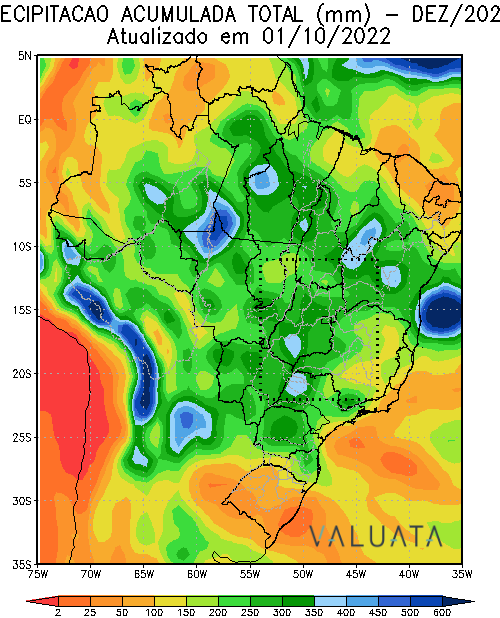 ECIPITACAO ACUMULADA TOTAL (mm) – DEZ/202
Atualizado em 01/10/2022
5N
EQ
5S
10S
15S
20S
25S
30S
35S
VALUATA
75W 70W 65W 60W 55W 50W 45W 40W 35W
2 25 50 100 150 200 250 300 350 400 450 500 600